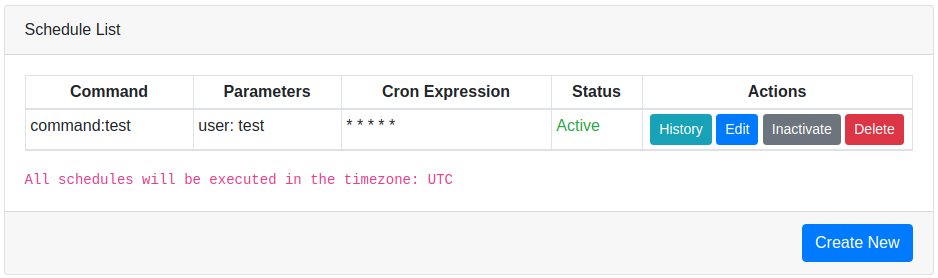 Schedule List
Command Parameters Cron Expression Status Actions
command:test user: test * * * * * Active History Edit Inactivate Delete
All schedules will be executed in the timezone: UTC
Create New